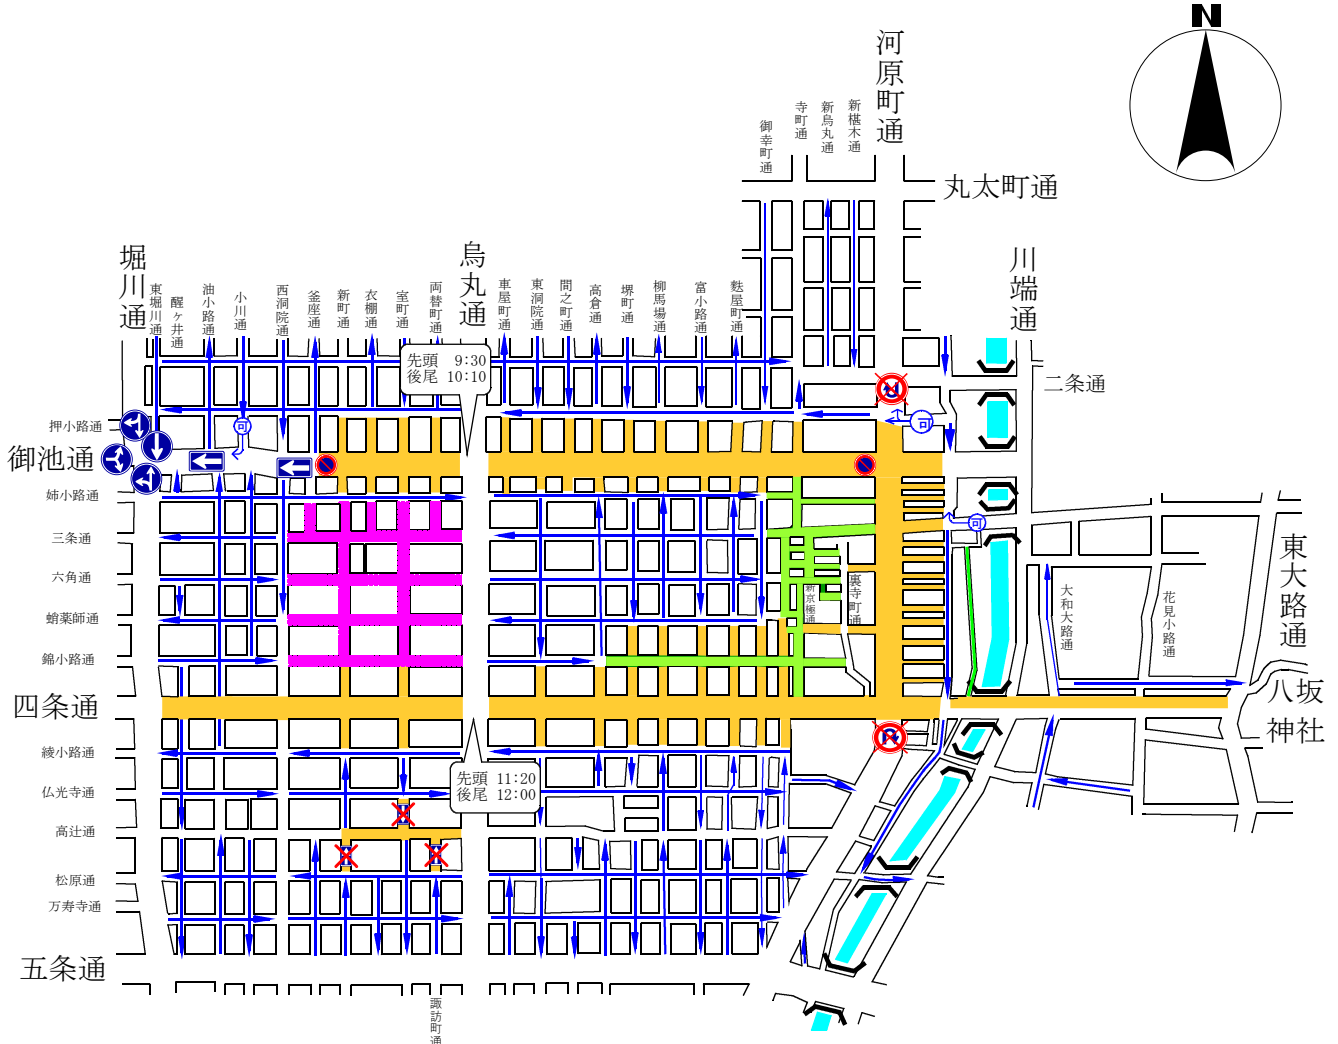 N
河原町通
寺町通
新烏丸通
新椹木通
御幸町通
丸太町通
堀川通
東堀川通
醒ヶ井通
油小路通
小川通
西洞院通
釜座通
新町通
衣棚通
室町通
両替町通
烏丸通
車屋町通
東洞院通
間之町通
高倉通
堺町通
柳馬場通
富小路通
麩屋町通
川端通
先頭 9:30
後尾 10:10
二条通
押小路通
可
可
御池通
姉小路通
可
三条通
東大路通
六角通
裏寺町通
新京極通
大和大路通
花見小路通
蛸薬師通
錦小路通
四条通
八坂
神社
綾小路通
先頭 11:20
後尾 12:00
仏光寺通
高辻通
松原通
万寿寺通
五条通
諏訪町通